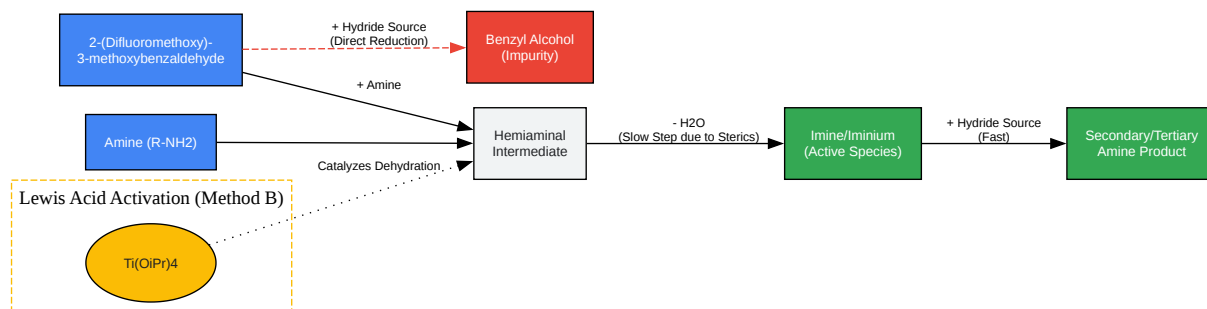 2-(Difluoromethoxy)-
3-methoxybenzaldehyde
+ Hydride Source
(Direct Reduction)
Benzyl Alcohol
(Impurity)
+ Amine
Amine (R-NH2)
Hemiaminal
Intermediate
- H2O
(Slow Step due to Sterics)
Imine/Iminium
(Active Species)
+ Hydride Source
(Fast)
Secondary/Tertiary
Amine Product
Catalyzes Dehydration
Lewis Acid Activation (Method B)
Ti(OiPr)4